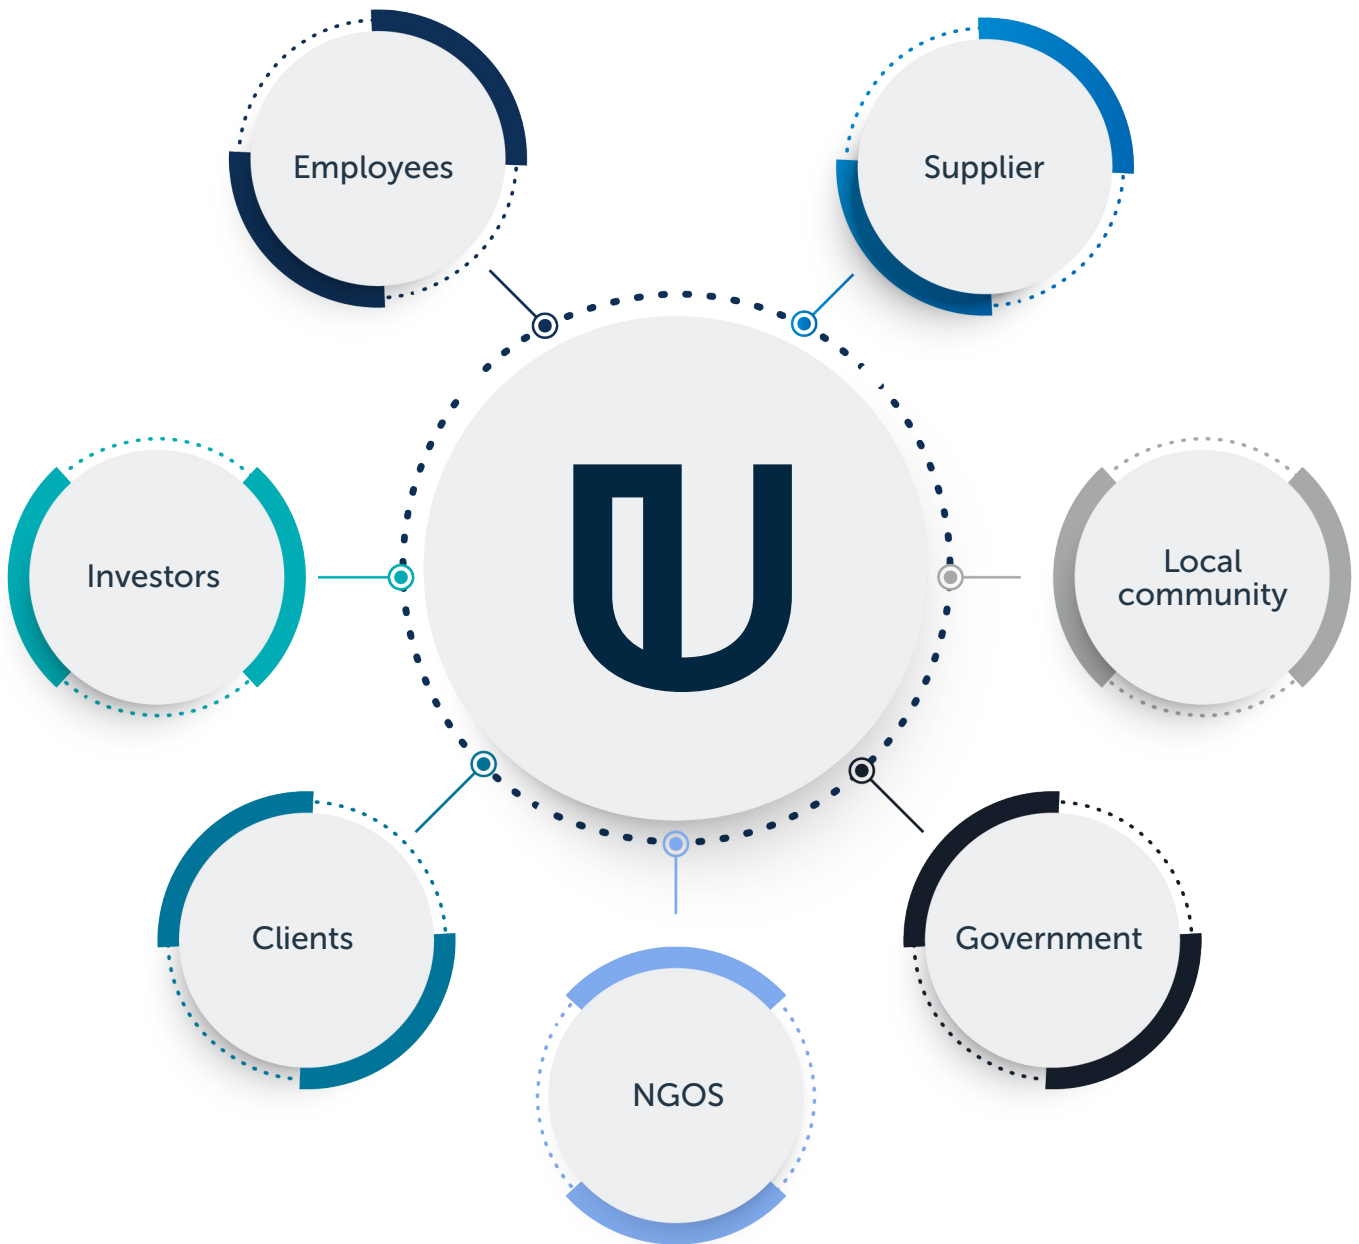 Employees
Supplier
Investors
Local
community
Clients
Government
NGOS